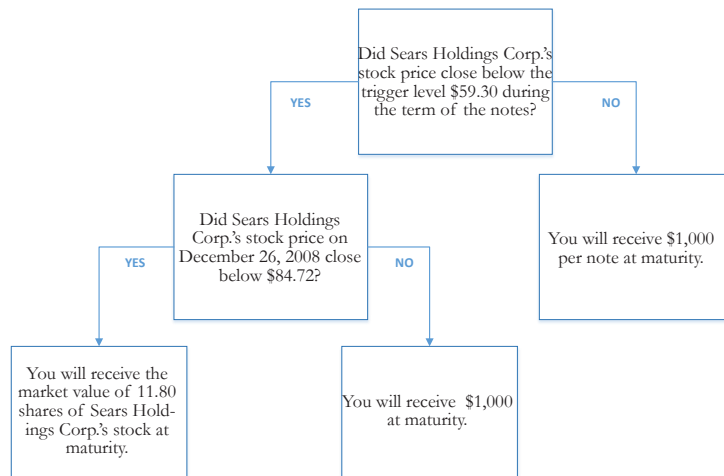 Did Sears Holdings Corp.'s
stock price close below the
trigger level $59.30 during
the term of the notes?
YES
NO
Did Sears Holdings
Corp.'s stock price on
December 26, 2008 close
below $84.72?
You will receive $1,000
per note at maturity.
YES
NO
You will receive the
market value of 11.80
shares of Sears Hold-
ings Corp.'s stock at
maturity.
You will receive $1,000
at maturity.